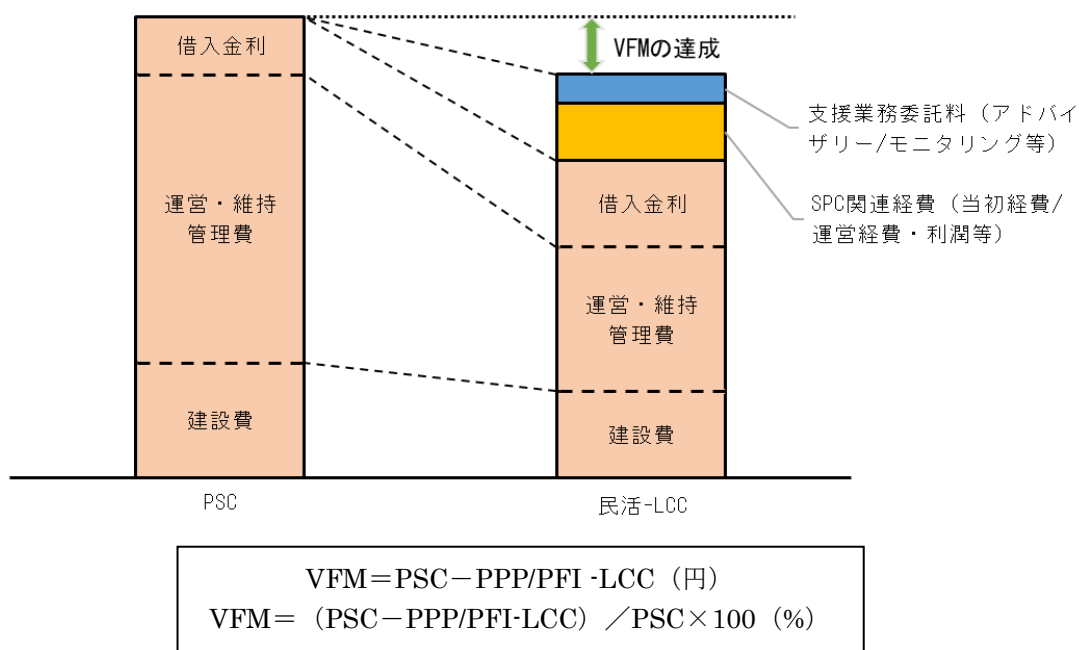 借入金利
運営・維持
管理費
建設費
PSC
VFMの達成
借入金利
運営・維持
管理費
建設費
民活-LCC
支援業務委託料（アドバイ
ザリー/モニタリング等）
SPC関連経費（当初経費/
運営経費・利潤等）
VFM＝PSC－PPP/PFI -LCC（円）
VFM＝（PSC－PPP/PFI-LCC）／PSC×100（%）